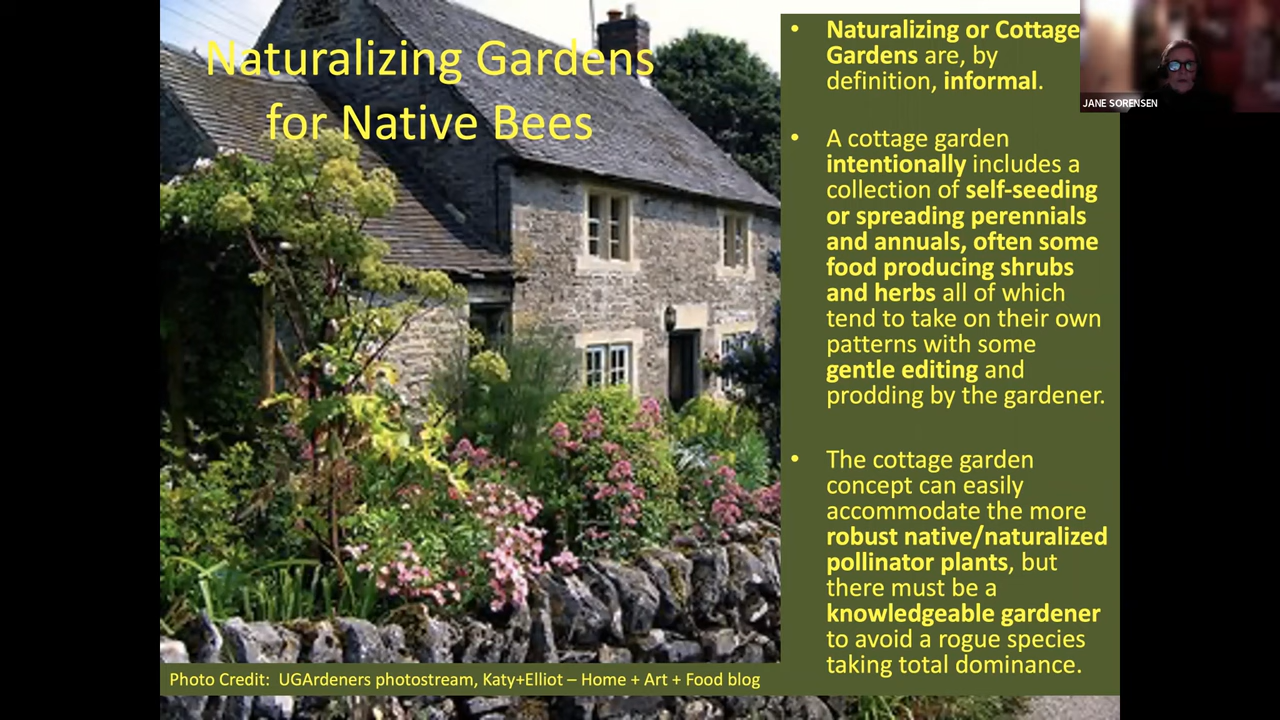 Naturalizing Gardens
for Native Bees
• Naturalizing or Cottage
Gardens are, by
definition, informal.
• A cottage garden
intentionally includes a
collection of self-seeding
or spreading perennials
and annuals, often some
food producing shrubs
and herbs all of which
tend to take on their own
patterns with some
gentle editing and
prodding by the gardener.
• The cottage garden
concept can easily
accommodate the more
robust native/naturalized
pollinator plants, but
there must be a
knowledgeable gardener
to avoid a rogue species
taking total dominance.
Photo Credit: UGArdeners photostream, Katy+Elliot – Home + Art + Food blog
JANE SORENSEN